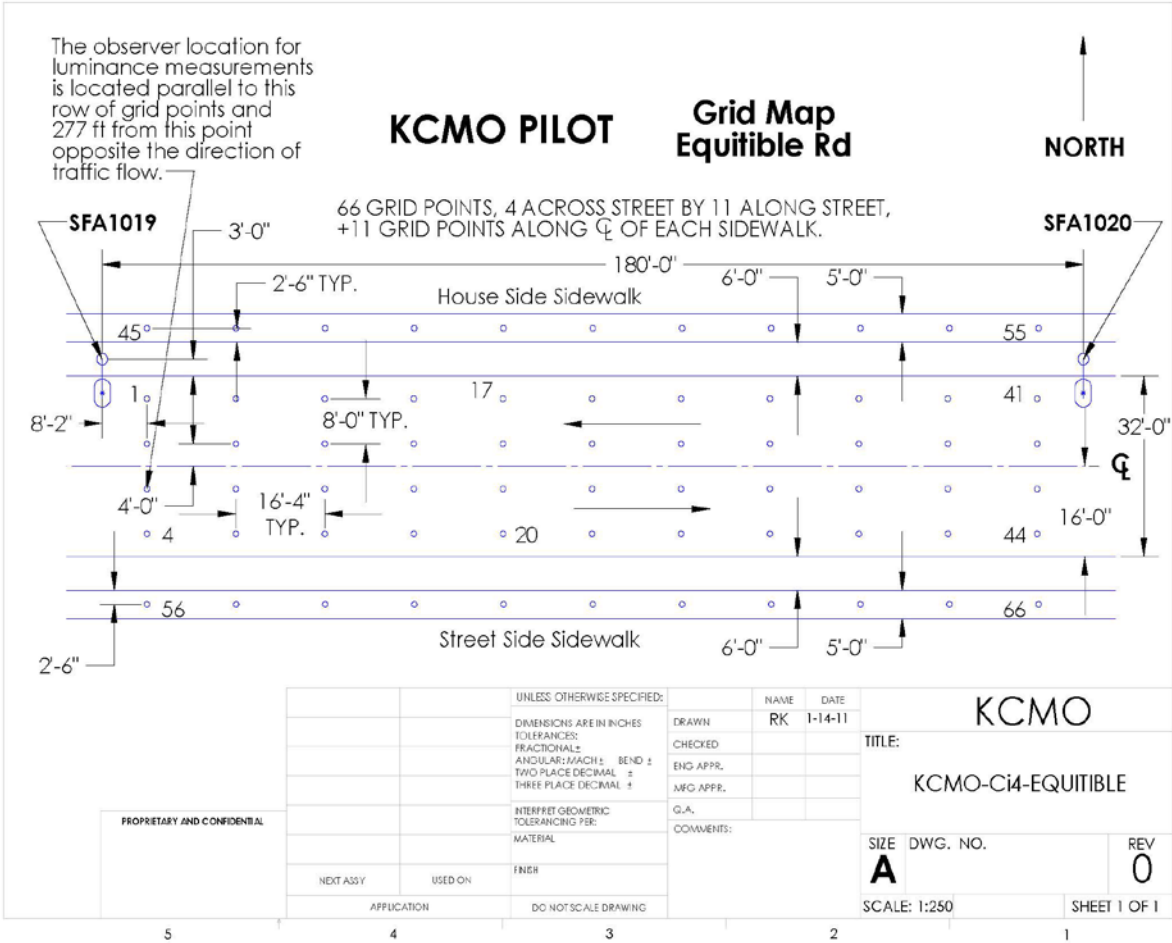 The observer location for
luminance measurements
is located parallel to this
row of grid points and
277 ft from this point
opposite the direction of
traffic flow.
KCMO PILOT
Grid Map
Equitible Rd
NORTH
66 GRID POINTS, 4 ACROSS STREET BY 11 ALONG STREET,
+11 GRID POINTS ALONG ℄ OF EACH SIDEWALK.
SFA1019
SFA1020
3'-0"
180'-0"
2'-6" TYP.
6'-0"
5'-0"
House Side Sidewalk
45
55
1
17
41
8'-2"
8'-0" TYP.
32'-0"
℄
4'-0"
16'-4"
TYP.
16'-0"
4
20
44
56
66
Street Side Sidewalk
2'-6"
6'-0"
5'-0"
UNLESS OTHERWISE SPECIFIED:
DIMENSIONS ARE IN INCHES
TOLERANCES:
FRACTIONAL±
ANGULAR: MACH± BEND ±
TWO PLACE DECIMAL ±
THREE PLACE DECIMAL ±
INTERPRET GEOMETRIC
TOLERANCING PER:
MATERIAL
FINISH
DO NOT SCALE DRAWING
NAME DATE
DRAWN RK 1-14-11
CHECKED
ENG APPR.
MFG APPR.
Q.A.
COMMENTS:
KCMO
TITLE:
KCMO-Ci4-EQUITIBLE
SIZE DWG. NO. REV
A 0
SCALE: 1:250 SHEET 1 OF 1
PROPRIETARY AND CONFIDENTIAL
NEXT ASSY USED ON
APPLICATION
5 4 3 2 1